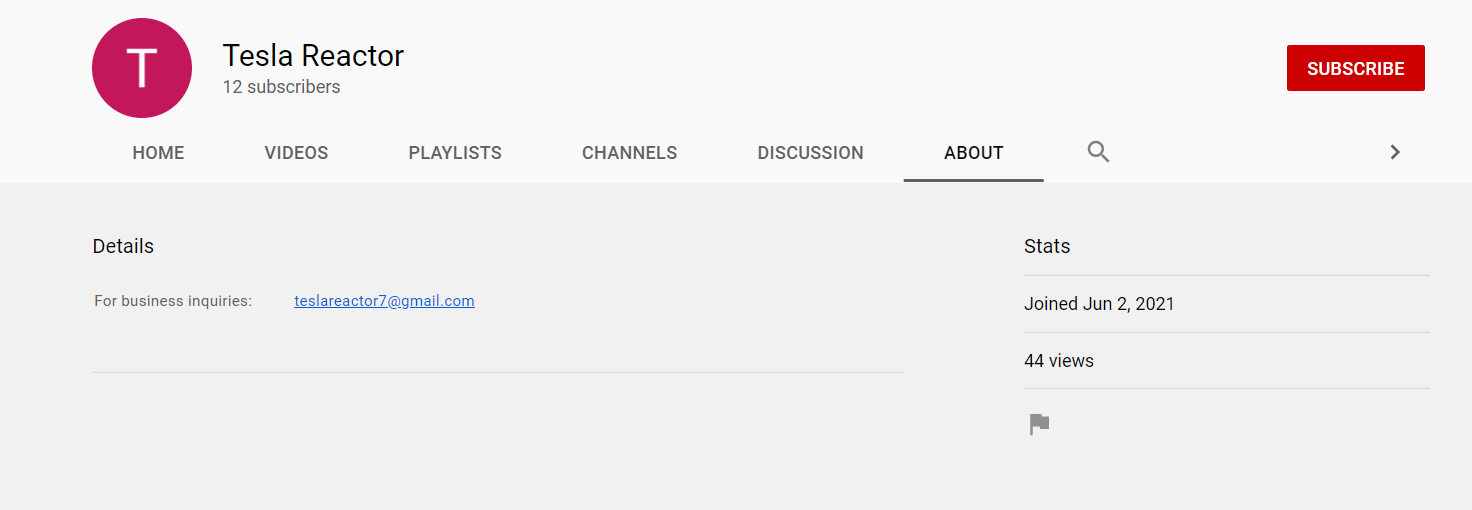 T
Tesla Reactor
12 subscribers
SUBSCRIBE
HOME VIDEOS PLAYLISTS CHANNELS DISCUSSION ABOUT
Details
For business inquiries: teslareactor7@gmail.com
Stats
Joined Jun 2, 2021
44 views